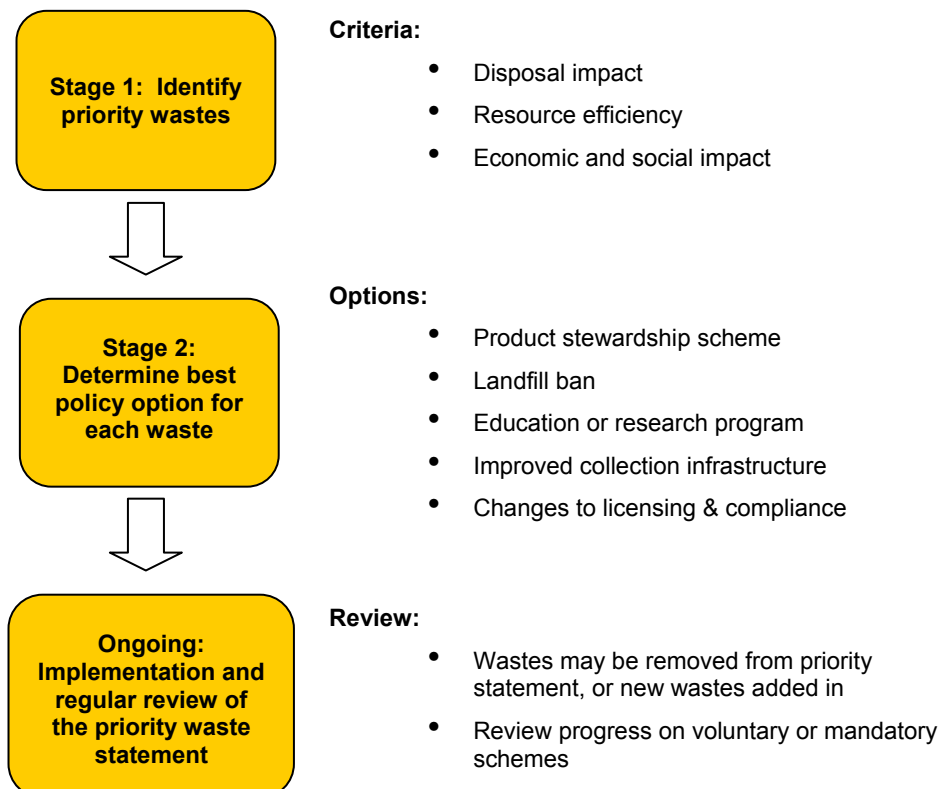 Stage 1: Identify
priority wastes
Criteria:
• Disposal impact
• Resource efficiency
• Economic and social impact
Stage 2:
Determine best
policy option for
each waste
Options:
• Product stewardship scheme
• Landfill ban
• Education or research program
• Improved collection infrastructure
• Changes to licensing & compliance
Ongoing:
Implementation and
regular review of
the priority waste
statement
Review:
• Wastes may be removed from priority
statement, or new wastes added in
• Review progress on voluntary or mandatory
schemes